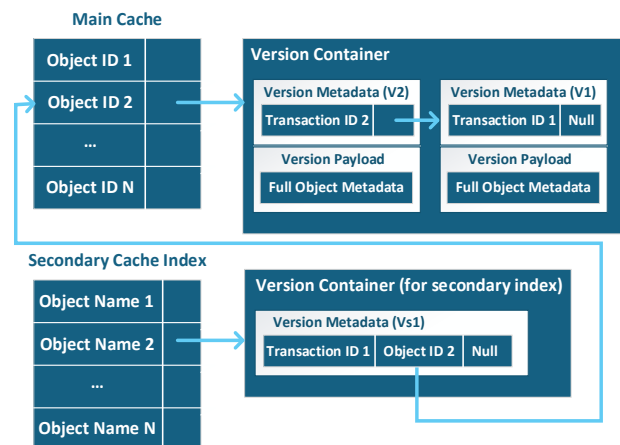 Main Cache
Object ID 1
Object ID 2
...
Object ID N
Version Container
Version Metadata (V2)
Transaction ID 2
Version Payload
Full Object Metadata
Version Metadata (V1)
Transaction ID 1 Null
Version Payload
Full Object Metadata
Secondary Cache Index
Object Name 1
Object Name 2
...
Object Name N
Version Container (for secondary index)
Version Metadata (Vs1)
Transaction ID 1 Object ID 2 Null